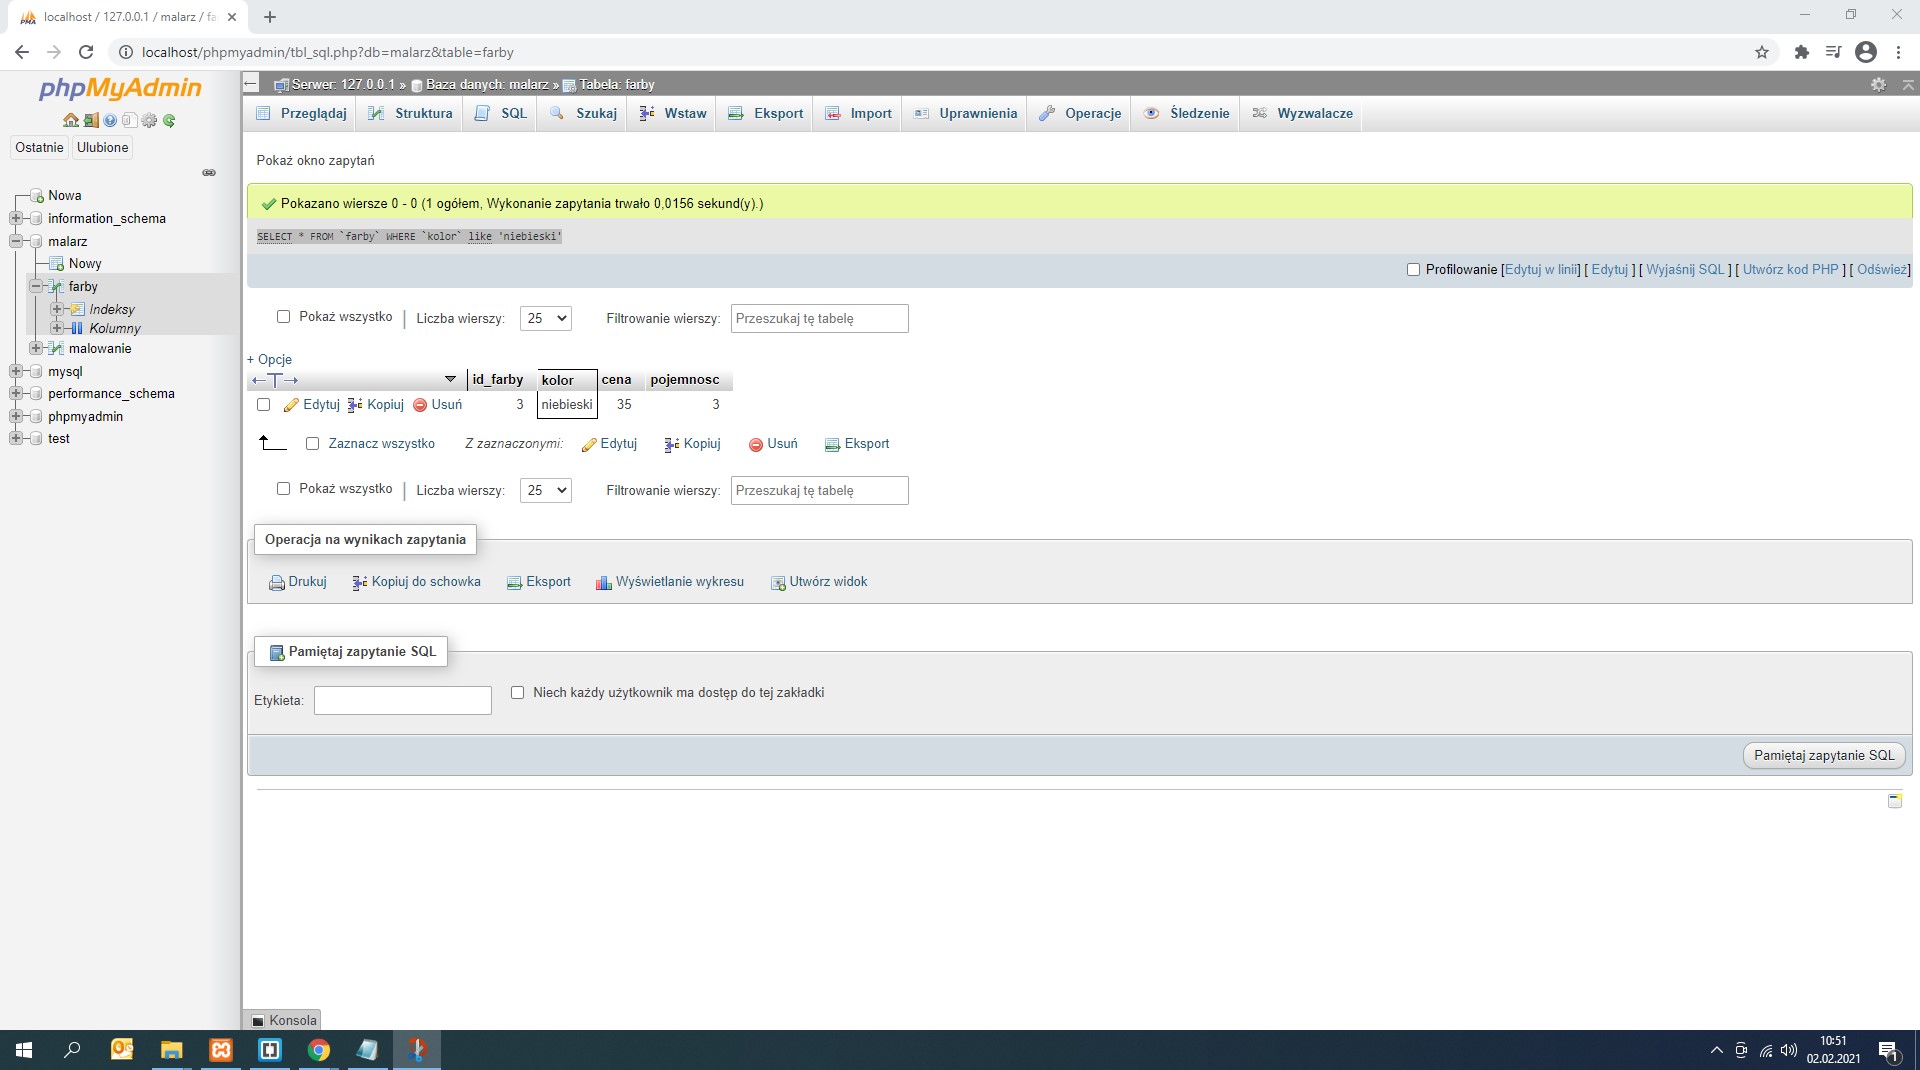 localhost / 127.0.0.1 / malarz / fa
localhost/phpmyadmin/tbl_sql.php?db=malarz&table=farby
phpMyAdmin
Ostatnie Ulubione
Nowa
information_schema
malarz
Nowy
farby
Indeksy
Kolumny
malowanie
mysql
performance_schema
phpmyadmin
test
Serwer: 127.0.0.1 » Baza danych: malarz » Tabela: farby
Przeglądaj Struktura SQL Szukaj Wstaw Eksport Import Uprawnienia Operacje Śledzenie Wyzwalacze
Pokaż okno zapytań
Pokazano wiersze 0 - 0 (1 ogółem, Wykonanie zapytania trwało 0,0156 sekund(y).)
SELECT * FROM `farby` WHERE `kolor` like 'niebieski'
Profilowanie [Edytuj w linii] [ Edytuj ] [ Wyjaśnij SQL ] [ Utwórz kod PHP ] [ Odśwież]
Pokaż wszystko | Liczba wierszy: 25 Filtrowanie wierszy: Przeszukaj tę tabelę
+ Opcje
←T→ id_farby kolor cena pojemnosc
Edytuj Kopiuj Usuń 3 niebieski 35 3
Zaznacz wszystko Z zaznaczonymi: Edytuj Kopiuj Usuń Eksport
Pokaż wszystko | Liczba wierszy: 25 Filtrowanie wierszy: Przeszukaj tę tabelę
Operacja na wynikach zapytania
Drukuj Kopiuj do schowka Eksport Wyświetlanie wykresu Utwórz widok
Pamiętaj zapytanie SQL
Etykieta: Niech każdy użytkownik ma dostęp do tej zakładki
Pamiętaj zapytanie SQL
Konsola
10:51
02.02.2021
1